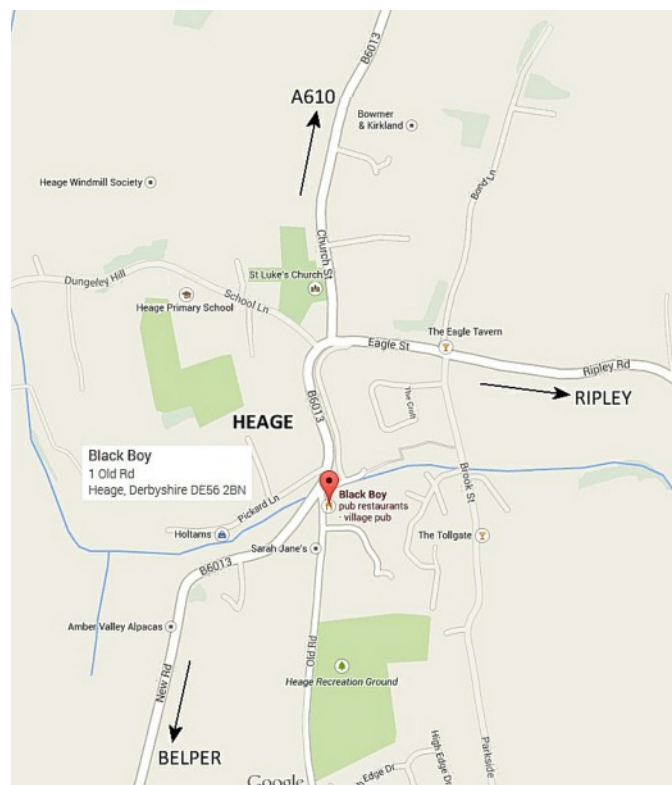 B6013
A610
Bowmer
& Kirkland
Heage Windmill Society
Bond Ln
Church St
St Luke's Church
Dungeley Hill
School Ln
Heage Primary School
The Eagle Tavern
Eagle St
Ripley Rd
RIPLEY
B6013
The Croft
HEAGE
Black Boy
1 Old Rd
Heage, Derbyshire DE56 2BN
Brook St
Black Boy
pub restaurants
- village pub
Pickard Ln
Holtams
The Tollgate
Sarah Jane's
B6013
Amber Valley Alpacas
Old Rd
New Rd
Heage Recreation Ground
BELPER
Parkside
High Edge Dr
Edge Dr
Google